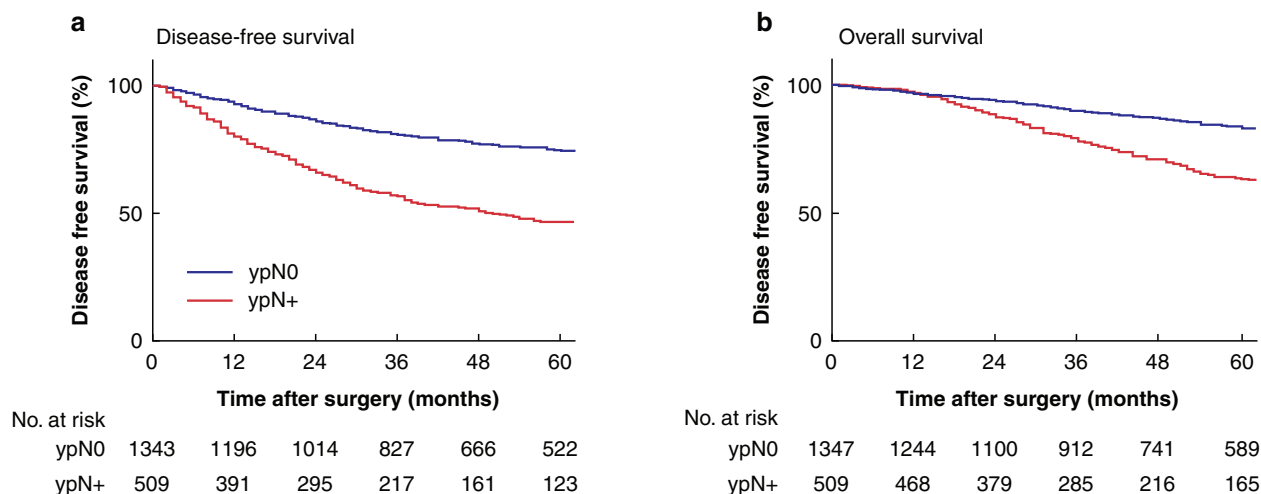 a
Disease-free survival
Disease free survival (%)
100
50
0
ypN0
ypN+
0 12 24 36 48 60
Time after surgery (months)
No. at risk
ypN0 1343 1196 1014 827 666 522
ypN+ 509 391 295 217 161 123
b
Overall survival
Disease free survival (%)
100
50
0
0 12 24 36 48 60
Time after surgery (months)
No. at risk
ypN0 1347 1244 1100 912 741 589
ypN+ 509 468 379 285 216 165